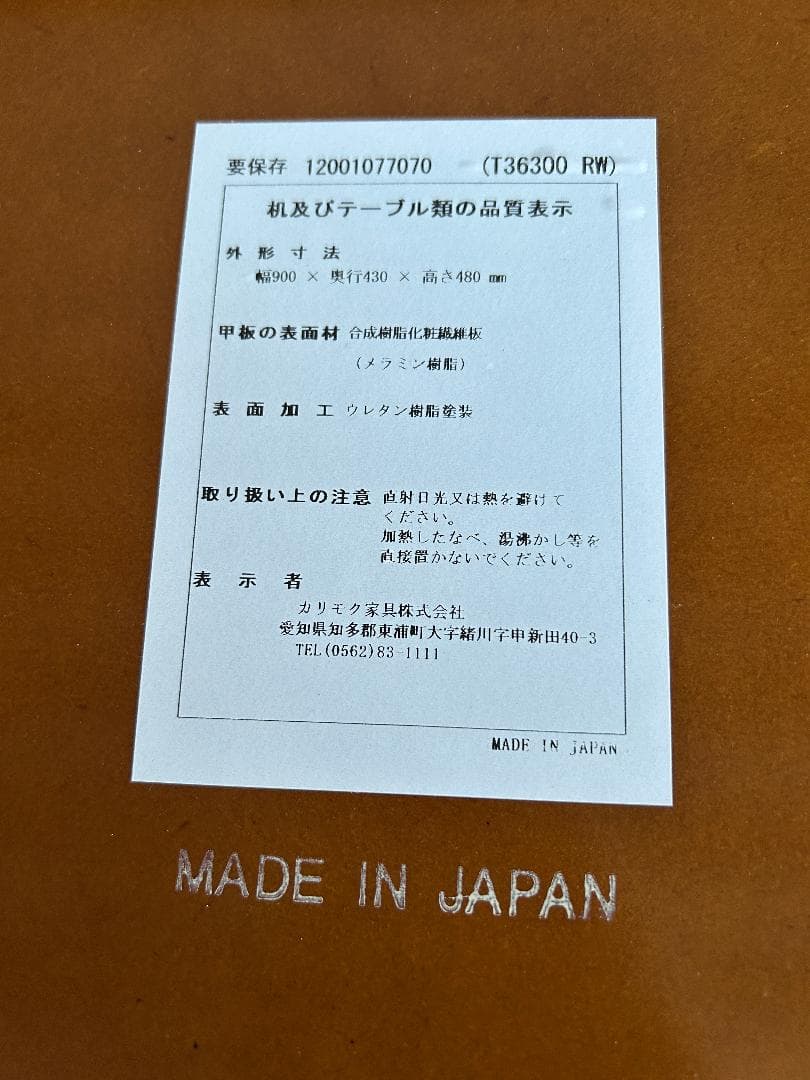 要保存 12001077070 (T36300 RW)
机及びテーブル類の品質表示
外形寸法
幅900 × 奥行430 × 高さ480 mm
甲板の表面材 合成樹脂化粧繊維板
(メラミン樹脂)
表面加工 ウレタン樹脂塗装
取り扱い上の注意 直射日光又は熱を避けて
ください。
加熱したなべ、湯沸かし等を
直接置かないでください。
表示者
カリモク家具株式会社
愛知県知多郡東浦町大字緒川字申新田40-3
TEL(0562)83-1111
MADE IN JAPAN
MADE IN JAPAN